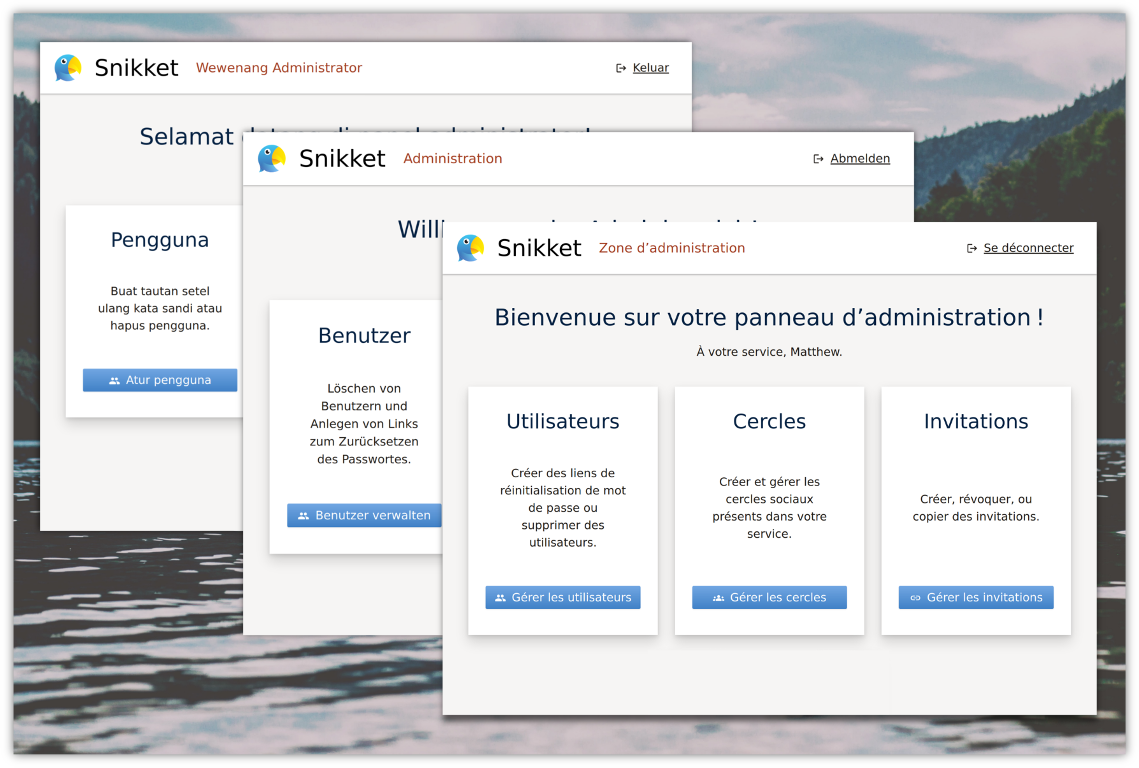 Snikket Wewenang Administrator Keluar
Selamat
Pengguna
Buat tautan setel
ulang kata sandi atau
hapus pengguna.
Atur pengguna
Snikket Administration Abmelden
Benutzer
Löschen von
Benutzern und
Anlegen von Links
zum Zurücksetzen
des Passwortes.
Benutzer verwalten
Snikket Zone d’administration Se déconnecter
Bienvenue sur votre panneau d’administration !
À votre service, Matthew.
Utilisateurs
Créer des liens de
réinitialisation de mot
de passe ou
supprimer des
utilisateurs.
Gérer les utilisateurs
Cercles
Créer et gérer les
cercles sociaux
présents dans votre
service.
Gérer les cercles
Invitations
Créer, révoquer, ou
copier des invitations.
Gérer les invitations